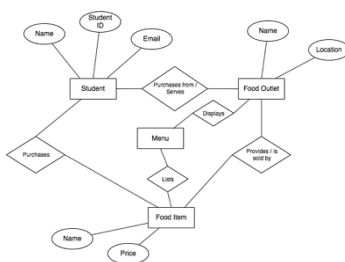 Name
Student
ID
Email
Name
Location
Student
Purchases from /
Serves
Food Outlet
Displays
Menu
Purchases
Lists
Provides / is
sold by
Food Item
Name
Price